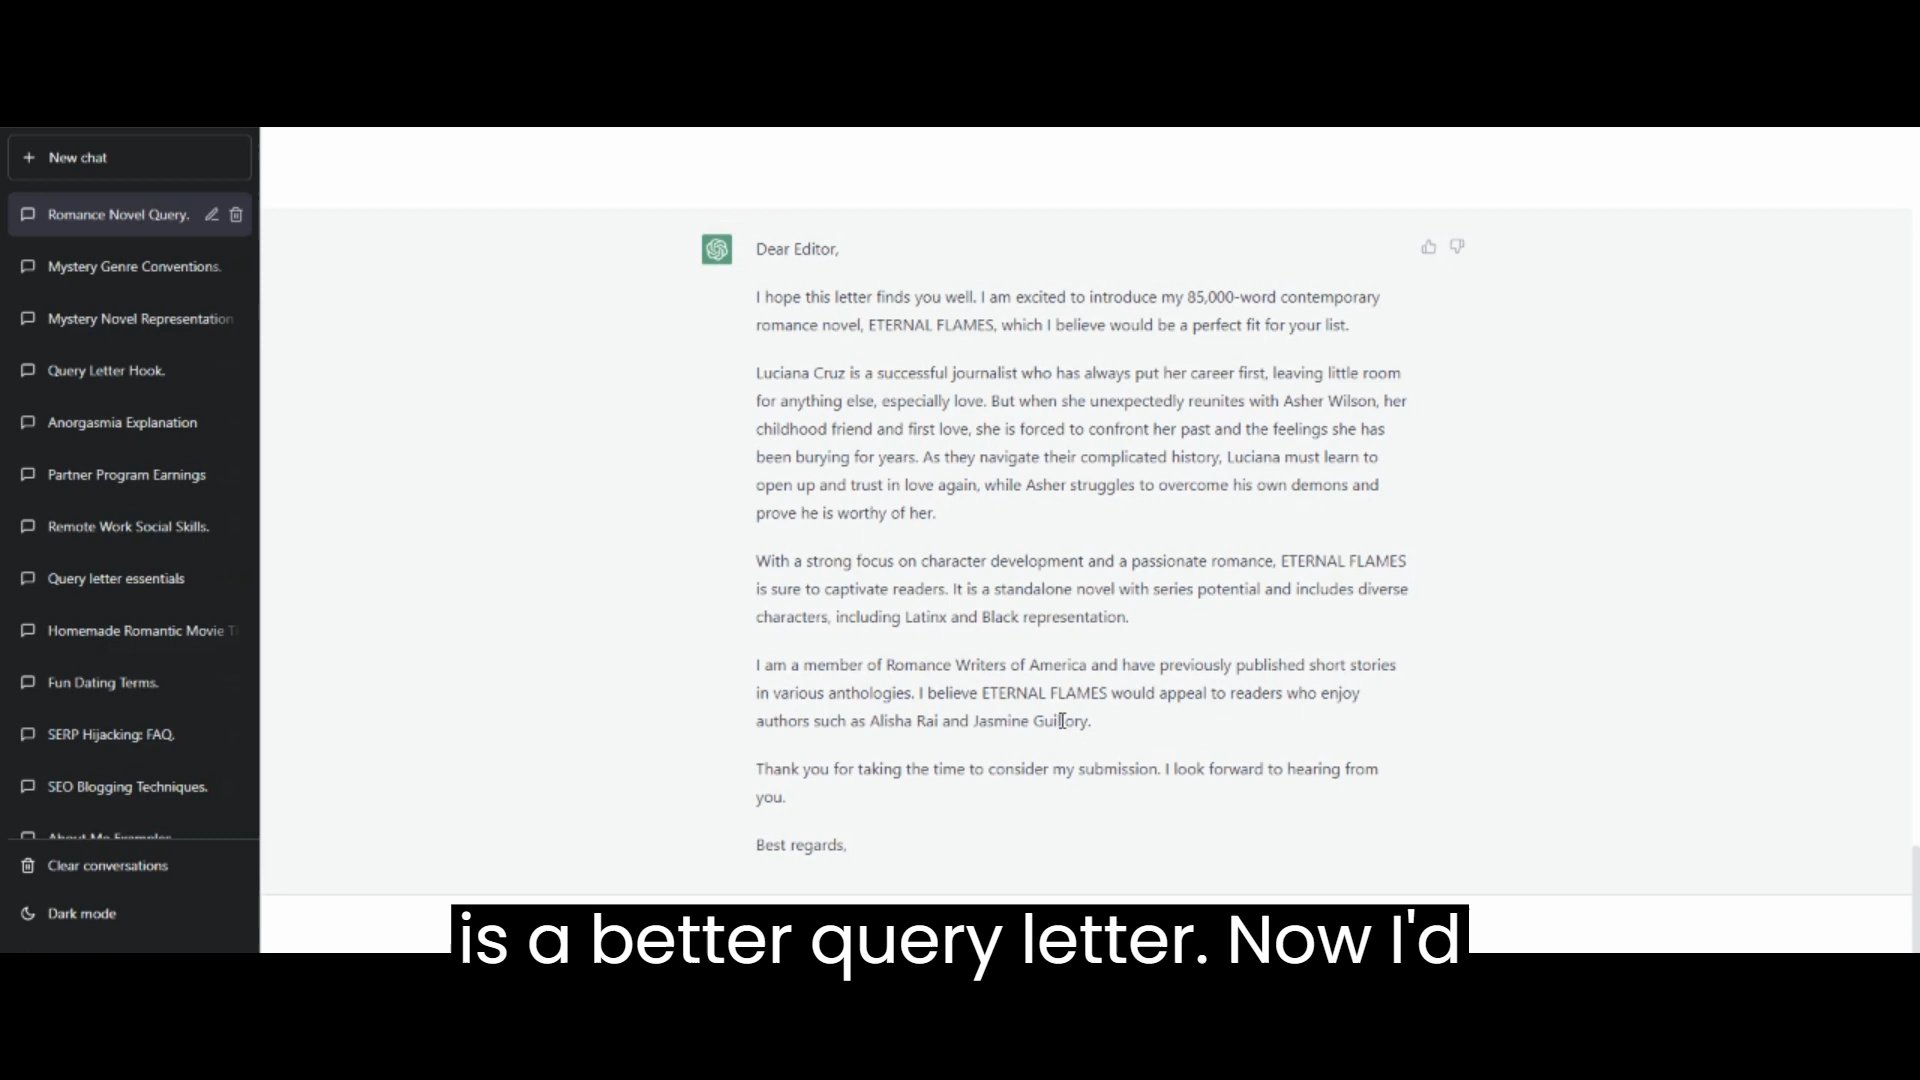 New chat
Romance Novel Query.
Mystery Genre Conventions.
Mystery Novel Representation
Query Letter Hook.
Anorgasmia Explanation
Partner Program Earnings
Remote Work Social Skills.
Query letter essentials
Homemade Romantic Movie T
Fun Dating Terms.
SERP Hijacking: FAQ.
SEO Blogging Techniques.
About Me Examples
Clear conversations
Dark mode
Dear Editor,
I hope this letter finds you well. I am excited to introduce my 85,000-word contemporary
romance novel, ETERNAL FLAMES, which I believe would be a perfect fit for your list.
Luciana Cruz is a successful journalist who has always put her career first, leaving little room
for anything else, especially love. But when she unexpectedly reunites with Asher Wilson, her
childhood friend and first love, she is forced to confront her past and the feelings she has
been burying for years. As they navigate their complicated history, Luciana must learn to
open up and trust in love again, while Asher struggles to overcome his own demons and
prove he is worthy of her.
With a strong focus on character development and a passionate romance, ETERNAL FLAMES
is sure to captivate readers. It is a standalone novel with series potential and includes diverse
characters, including Latinx and Black representation.
I am a member of Romance Writers of America and have previously published short stories
in various anthologies. I believe ETERNAL FLAMES would appeal to readers who enjoy
authors such as Alisha Rai and Jasmine Guillory.
Thank you for taking the time to consider my submission. I look forward to hearing from
you.
Best regards,
is a better query letter. Now I'd